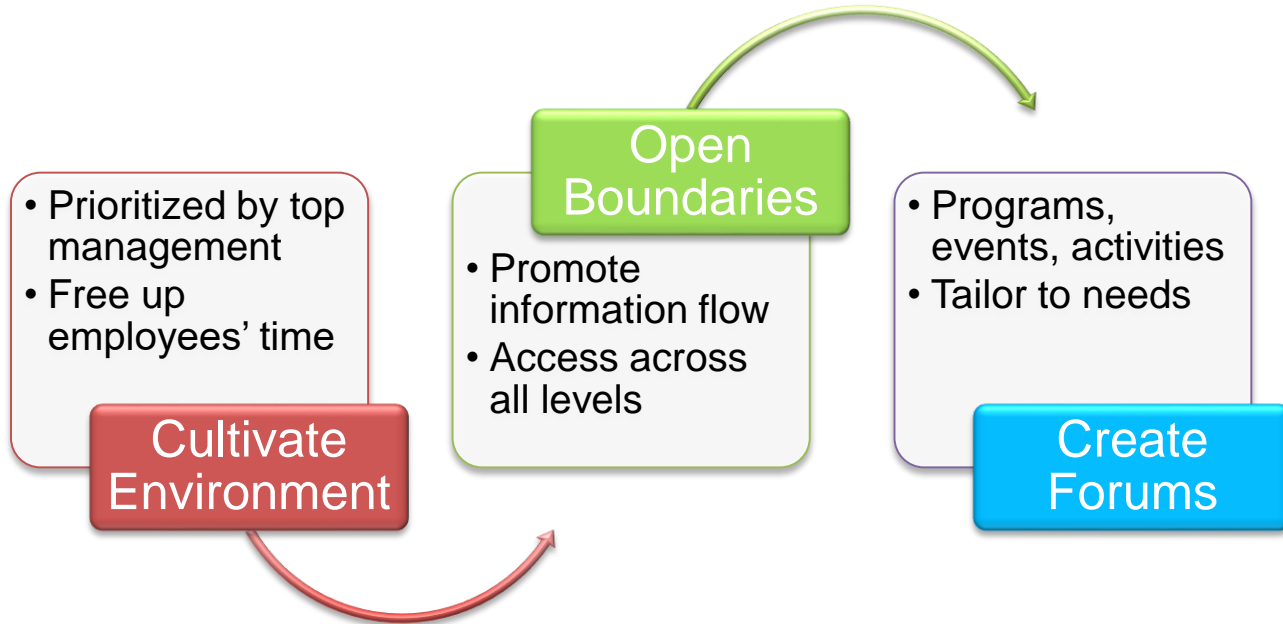 • Prioritized by top
management
• Free up
employees’ time
Cultivate
Environment
Open
Boundaries
• Promote
information flow
• Access across
all levels
• Programs,
events, activities
• Tailor to needs
Create
Forums